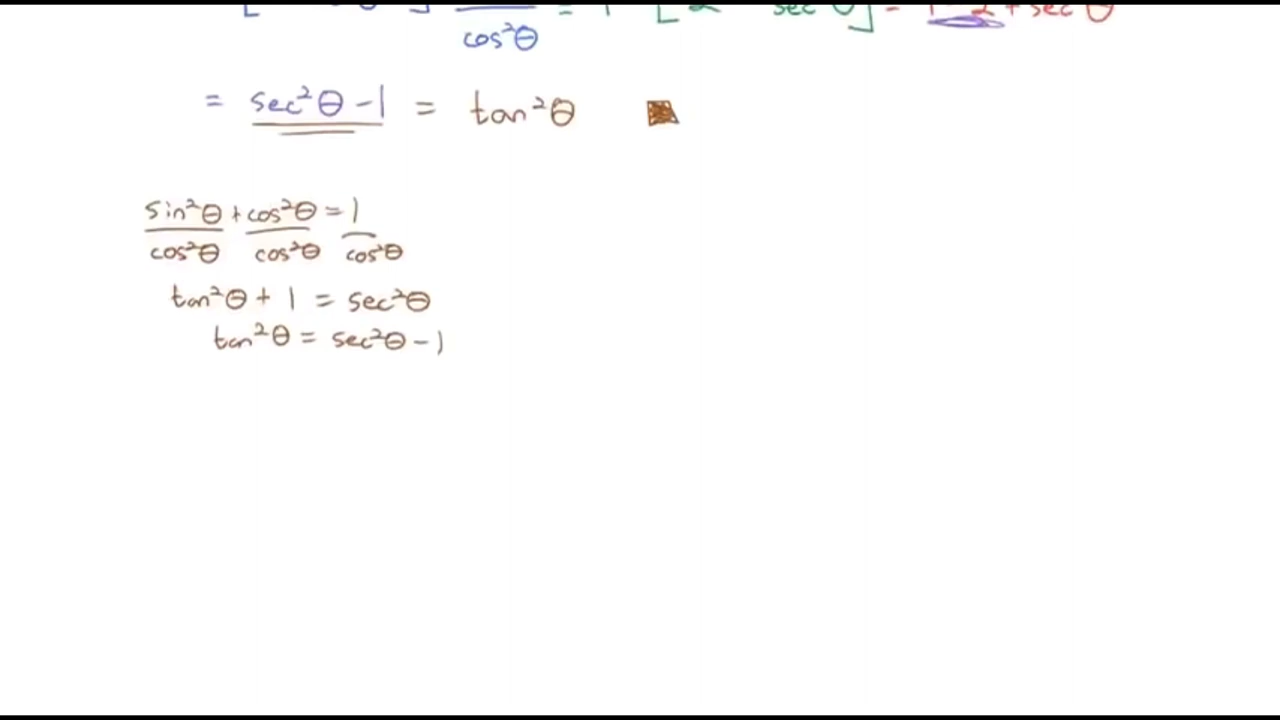 cos²θ
= sec²θ - 1 = tan²θ
sin²θ + cos²θ = 1
cos²θ cos²θ cos²θ
tan²θ + 1 = sec²θ
tan²θ = sec²θ - 1